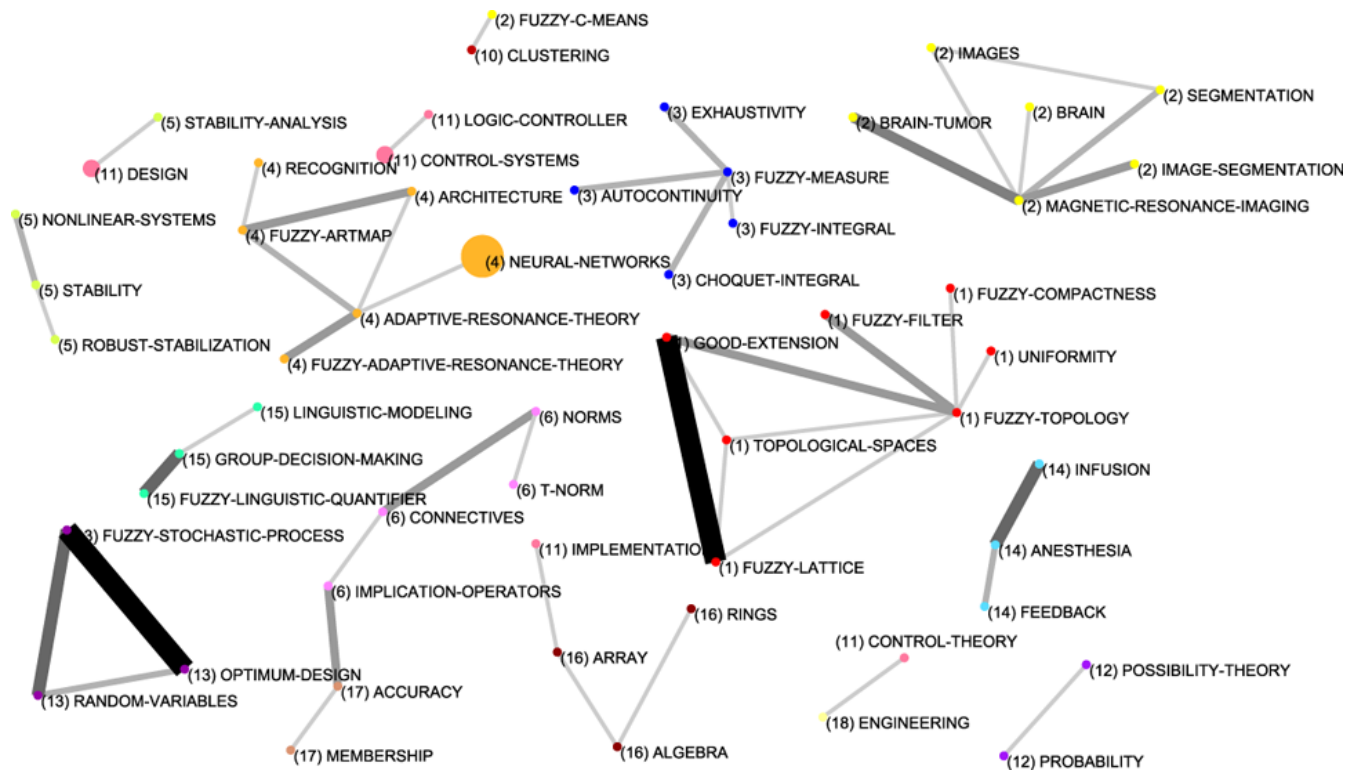 (2) FUZZY-C-MEANS
(10) CLUSTERING
(2) IMAGES
(2) SEGMENTATION
(2) BRAIN
(2) BRAIN-TUMOR
(2) IMAGE-SEGMENTATION
(2) MAGNETIC-RESONANCE-IMAGING
(5) STABILITY-ANALYSIS
(11) DESIGN
(11) LOGIC-CONTROLLER
(11) CONTROL-SYSTEMS
(3) EXHAUSTIVITY
(3) FUZZY-MEASURE
(3) AUTOCONTINUITY
(3) FUZZY-INTEGRAL
(3) CHOQUET-INTEGRAL
(4) RECOGNITION
(4) ARCHITECTURE
(4) FUZZY-ARTMAP
(4) NEURAL-NETWORKS
(4) ADAPTIVE-RESONANCE-THEORY
(4) FUZZY-ADAPTIVE-RESONANCE-THEORY
(5) NONLINEAR-SYSTEMS
(5) STABILITY
(5) ROBUST-STABILIZATION
(1) FUZZY-COMPACTNESS
(1) FUZZY-FILTER
1) GOOD-EXTENSION
(1) UNIFORMITY
(1) FUZZY-TOPOLOGY
(1) TOPOLOGICAL-SPACES
(1) FUZZY-LATTICE
(15) LINGUISTIC-MODELING
(15) GROUP-DECISION-MAKING
(15) FUZZY-LINGUISTIC-QUANTIFIER
(6) NORMS
(6) T-NORM
(6) CONNECTIVES
(6) IMPLICATION-OPERATORS
(14) INFUSION
(14) ANESTHESIA
(14) FEEDBACK
3) FUZZY-STOCHASTIC-PROCESS
(13) OPTIMUM-DESIGN
(13) RANDOM-VARIABLES
(17) ACCURACY
(17) MEMBERSHIP
(11) IMPLEMENTATIO
(16) RINGS
(16) ARRAY
(16) ALGEBRA
(11) CONTROL-THEORY
(18) ENGINEERING
(12) POSSIBILITY-THEORY
(12) PROBABILITY